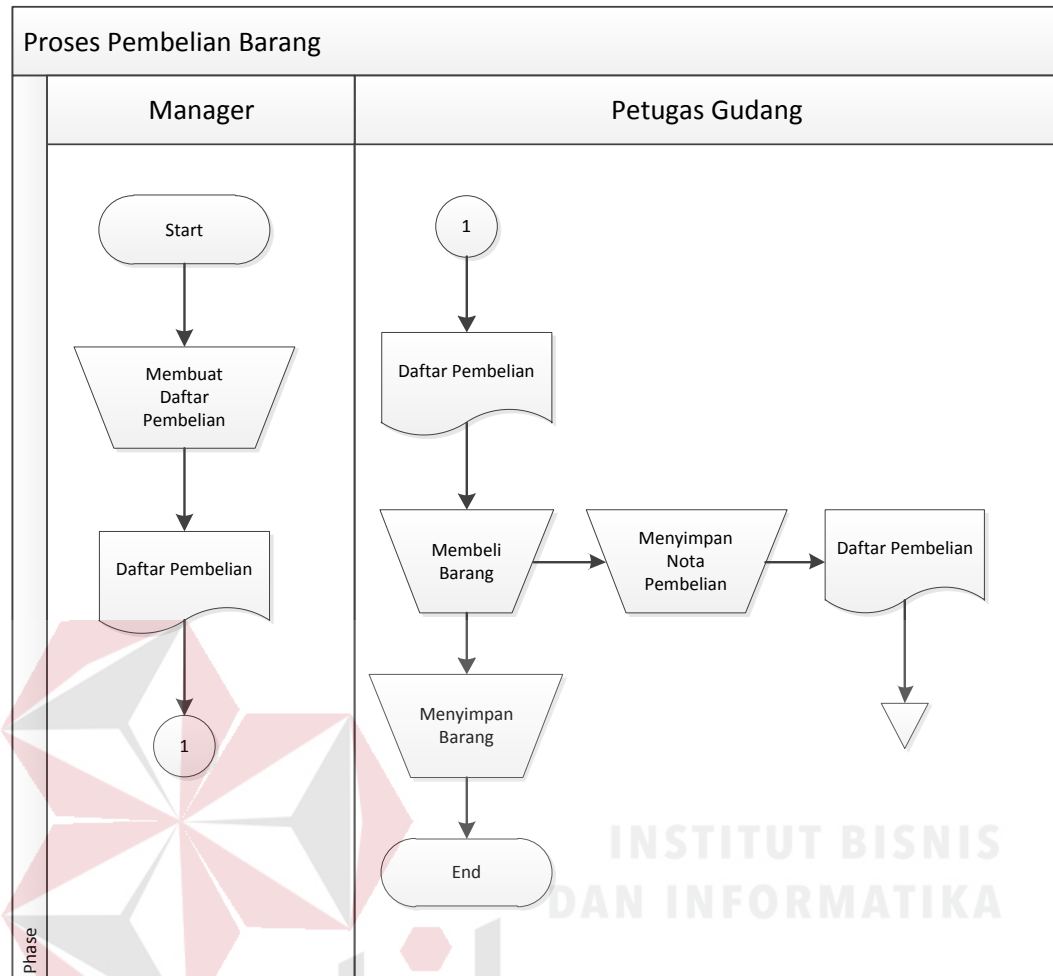 Proses Pembelian Barang
Manager
Petugas Gudang
Start
Membuat
Daftar
Pembelian
Daftar Pembelian
1
1
Daftar Pembelian
Membeli
Barang
Menyimpan
Nota
Pembelian
Daftar Pembelian
Menyimpan
Barang
End
Phase
INSTITUT BISNIS
DAN INFORMATIKA